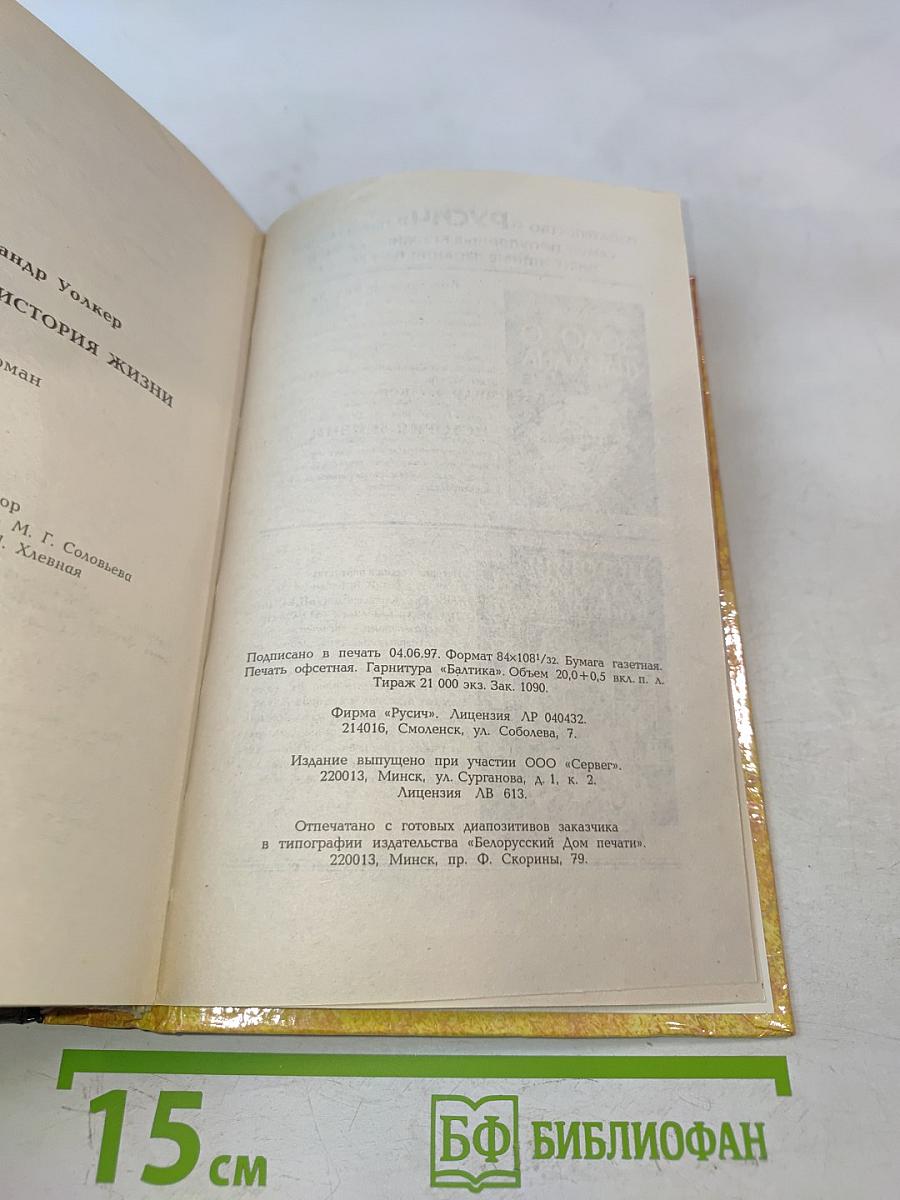 андр Уолкер
ИСТОРИЯ ЖИЗНИ
оман
ор
М. Г. Соловьева
Хлевная
Подписано в печать 04.06.97. Формат 84×108¹/₃₂. Бумага газетная.
Печать офсетная. Гарнитура «Балтика». Объем 20,0+0,5 вкл. п. л.
Тираж 21 000 экз. Зак. 1090.
Фирма «Русич». Лицензия ЛР 040432.
214016, Смоленск, ул. Соболева, 7.
Издание выпущено при участии ООО «Сервег».
220013, Минск, ул. Сурганова, д. 1, к. 2.
Лицензия ЛВ 613.
Отпечатано с готовых диапозитивов заказчика
в типографии издательства «Белорусский Дом печати».
220013, Минск, пр. Ф. Скорины, 79.
15 см
БФ БИБЛИОФАН